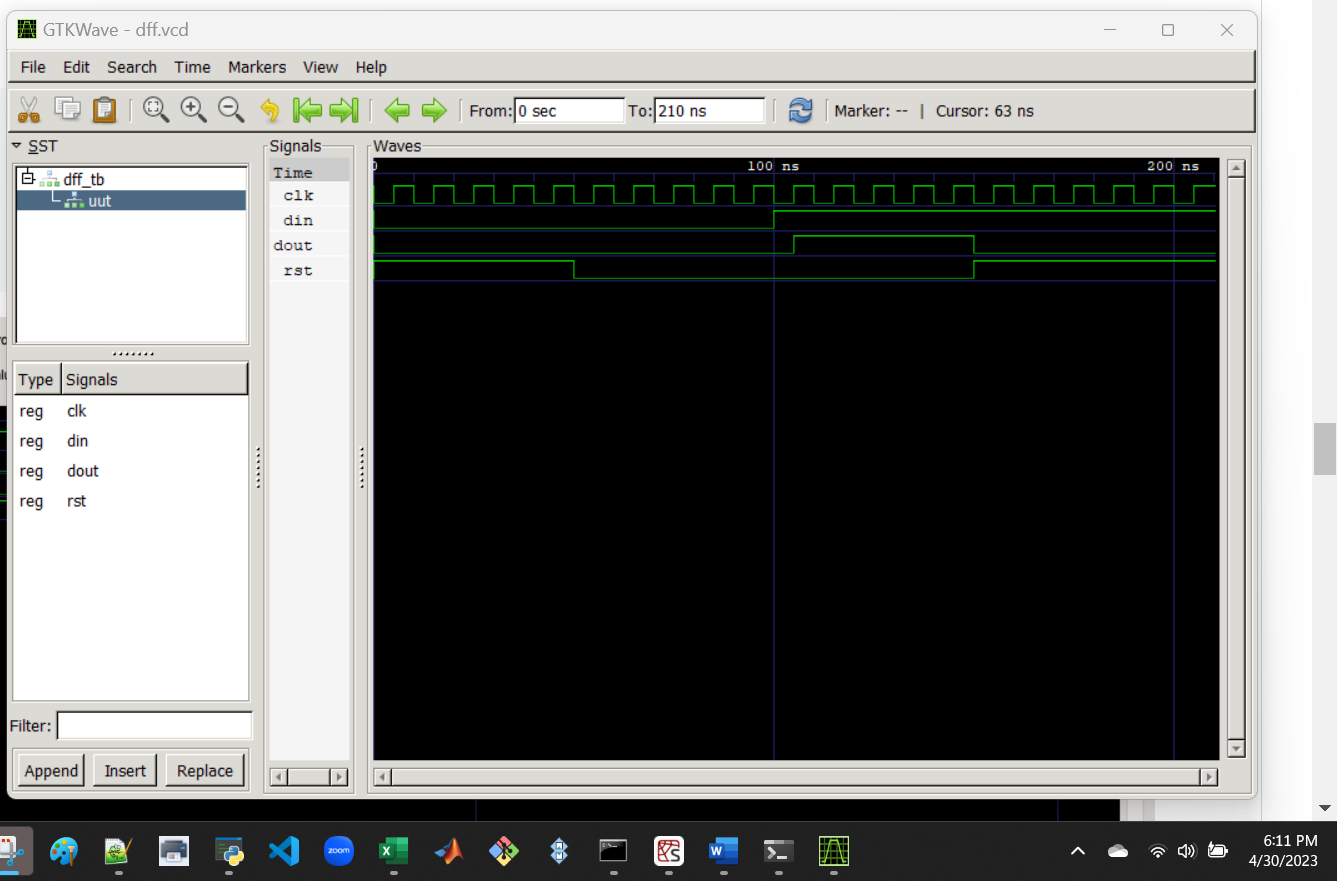 GTKWave - dff.vcd
File Edit Search Time Markers View Help
From: 0 sec To: 210 ns Marker: -- | Cursor: 63 ns
SST
dff_tb
uut
Type Signals
reg clk
reg din
reg dout
reg rst
Filter:
Append Insert Replace
Signals
Time
clk
din
dout
rst
Waves
0 100 ns 200 ns
zoom
6:11 PM
4/30/2023